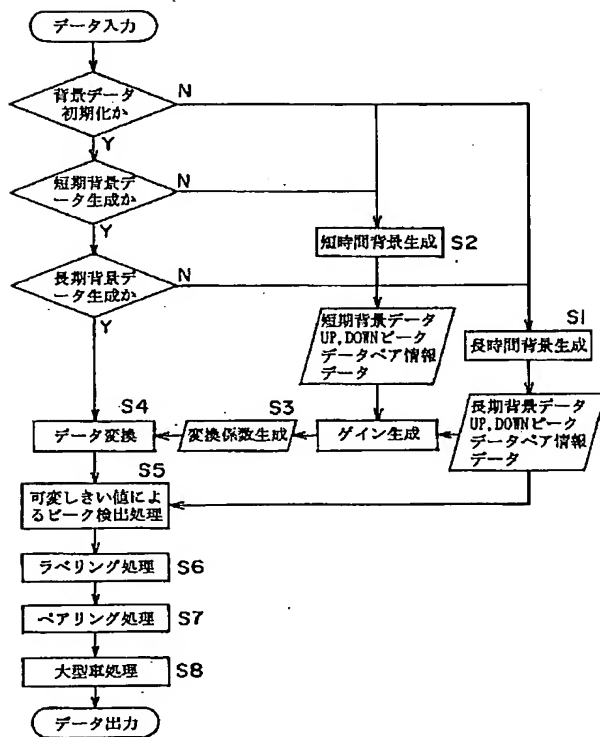 データ入力
背景データ
初期化か
N
Y
短期背景デ
ータ生成か
N
Y
短時間背景生成
S2
長期背景デ
ータ生成か
N
Y
短期背景データ
UP,DOWNピーク
データペア情報
データ
S1
長時間背景生成
長期背景データ
UP,DOWNピーク
データペア情報
データ
S4
データ変換
S3
変換係数生成
ゲイン生成
S5
可変しきい値によ
るピーク検出処理
ラベリング処理
S6
ペアリング処理
S7
大型車処理
S8
データ出力